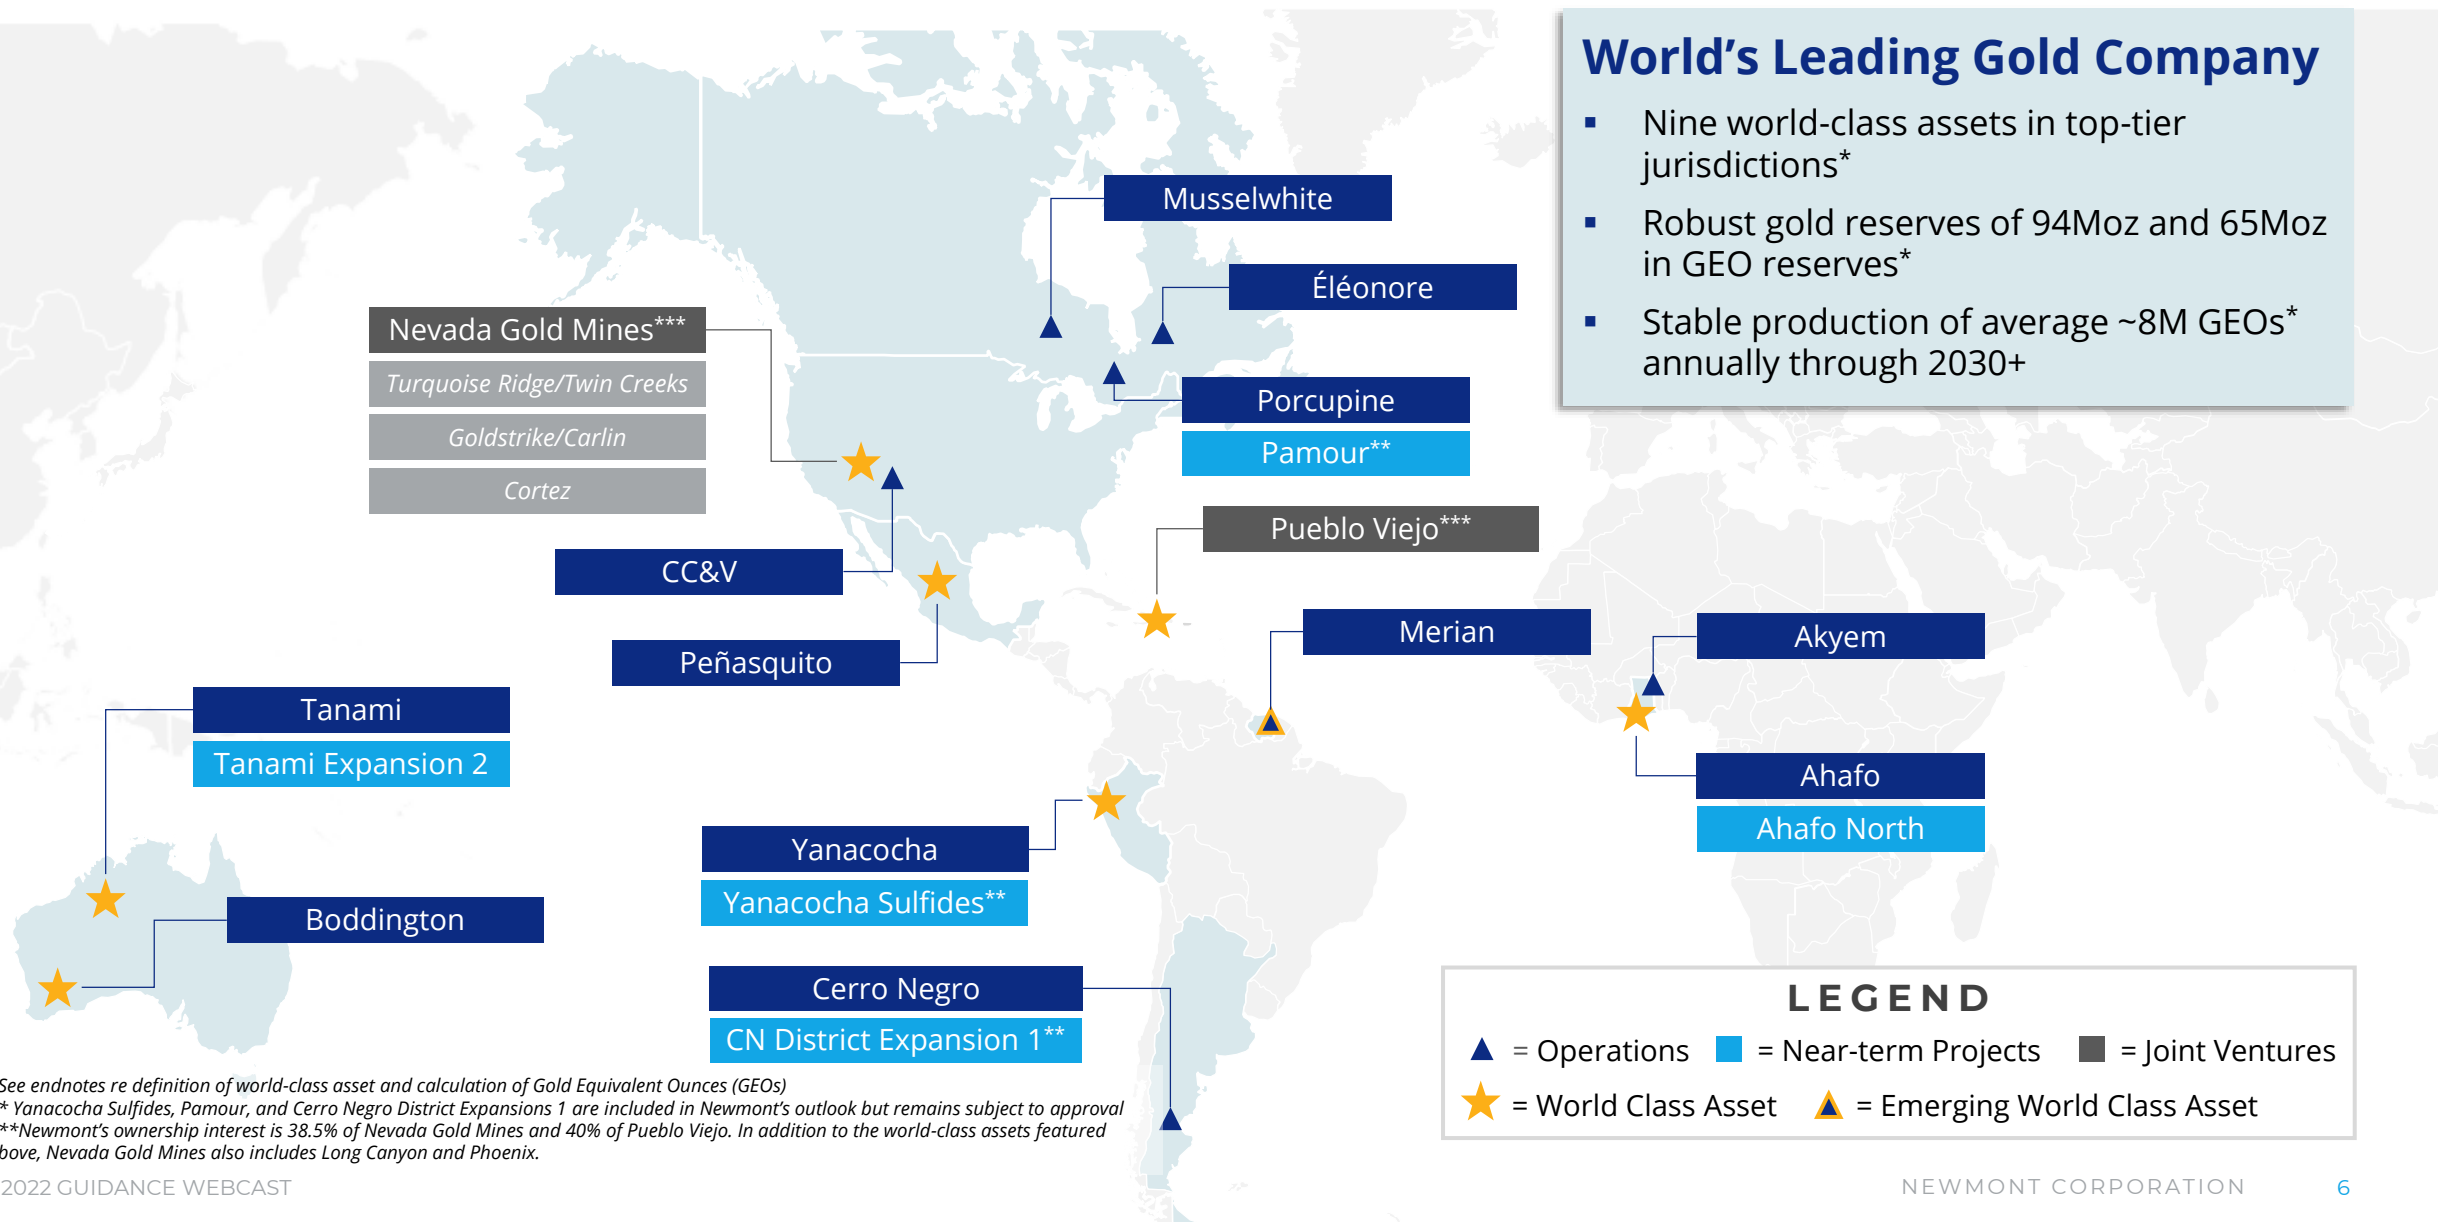 World's Leading Gold Company
▪ Nine world-class assets in top-tier
jurisdictions*
▪ Robust gold reserves of 94Moz and 65Moz
in GEO reserves*
▪ Stable production of average ~8M GEOs*
annually through 2030+
Musselwhite
Éléonore
Nevada Gold Mines***
Turquoise Ridge/Twin Creeks
Goldstrike/Carlin
Cortez
Porcupine
Pamour**
Pueblo Viejo***
CC&V
Peñasquito
Merian
Akyem
Tanami
Tanami Expansion 2
Ahafo
Ahafo North
Yanacocha
Yanacocha Sulfides**
Boddington
Cerro Negro
CN District Expansion 1**
LEGEND
= Operations = Near-term Projects = Joint Ventures
= World Class Asset = Emerging World Class Asset
See endnotes re definition of world-class asset and calculation of Gold Equivalent Ounces (GEOs)
* Yanacocha Sulfides, Pamour, and Cerro Negro District Expansions 1 are included in Newmont's outlook but remains subject to approval
**Newmont's ownership interest is 38.5% of Nevada Gold Mines and 40% of Pueblo Viejo. In addition to the world-class assets featured
bove, Nevada Gold Mines also includes Long Canyon and Phoenix.
2022 GUIDANCE WEBCAST
NEWMONT CORPORATION 6